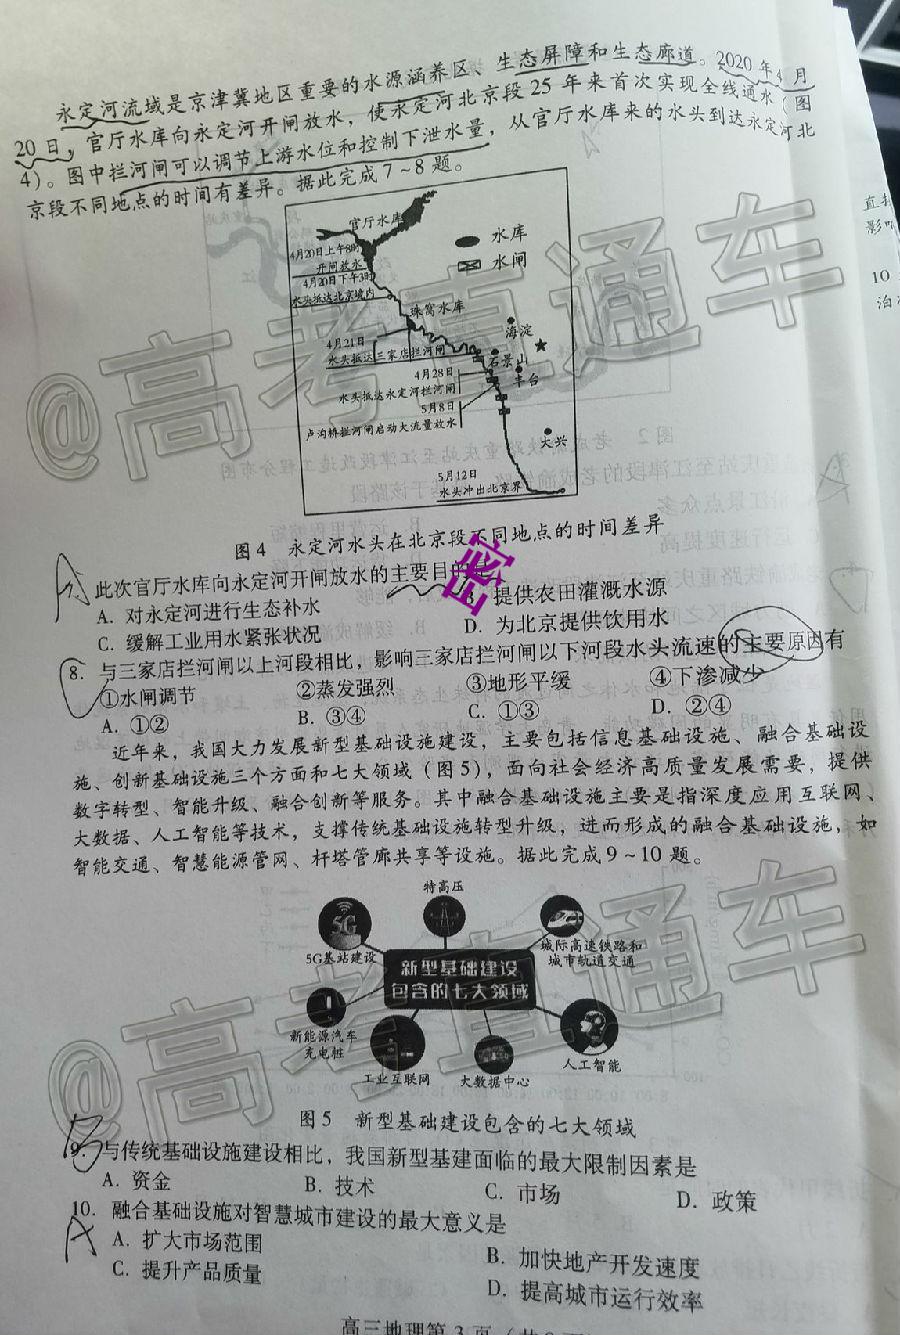 永定河流域是京津冀地区重要的水源涵养区、生态屏障和生态廊道。2020年4月
20日，官厅水库向永定河开闸放水，使永定河北京段25年来首次实现全线通水（图
4）。图中拦河闸可以调节上游水位和控制下泄水量，从官厅水库来的水头到达永定河北
京段不同地点的时间有差异。据此完成7~8题。
官厅水库
水库
水闸
4月20日上午8时
开闸放水
4月20日下午3时
水头抵达北京境内
珠窝水库
海淀
4月21日
水头抵达三家店拦河闸
石景山
4月28日
丰台
水头抵达永定河拦河闸
5月8日
卢沟桥拦河闸启动大流量放水
大兴
5月12日
水头冲出北京界
图4 永定河水头在北京段不同地点的时间差异
A
此次官厅水库向永定河开闸放水的主要目的是
密
A. 对永定河进行生态补水
B. 提供农田灌溉水源
C. 缓解工业用水紧张状况
D. 为北京提供饮用水
8. 与三家店拦河闸以上河段相比，影响三家店拦河闸以下河段水头流速的主要原因有
①水闸调节 ②蒸发强烈 ③地形平缓 ④下渗减少
A. ①② B. ③④ C. ①③ D. ②④
近年来，我国大力发展新型基础设施建设，主要包括信息基础设施、融合基础设
施、创新基础设施三个方面和七大领域（图5），面向社会经济高质量发展需要，提供
数字转型、智能升级、融合创新等服务。其中融合基础设施主要是指深度应用互联网、
大数据、人工智能等技术，支撑传统基础设施转型升级，进而形成的融合基础设施，如
智能交通、智慧能源管网、杆塔管廊共享等设施。据此完成9~10题。
特高压
5G
5G基站建设
城际高速铁路和
城市轨道交通
新型基础建设
包含的七大领域
新能源汽车
充电桩
工业互联网
大数据中心
人工智能
图5 新型基础建设包含的七大领域
B
9. 与传统基础设施建设相比，我国新型基建面临的最大限制因素是
A. 资金 B. 技术 C. 市场 D. 政策
10. 融合基础设施对智慧城市建设的最大意义是
A
A. 扩大市场范围
B. 加快地产开发速度
C. 提升产品质量
D. 提高城市运行效率
高三地理第3页
@高考直通车
@高考直通车